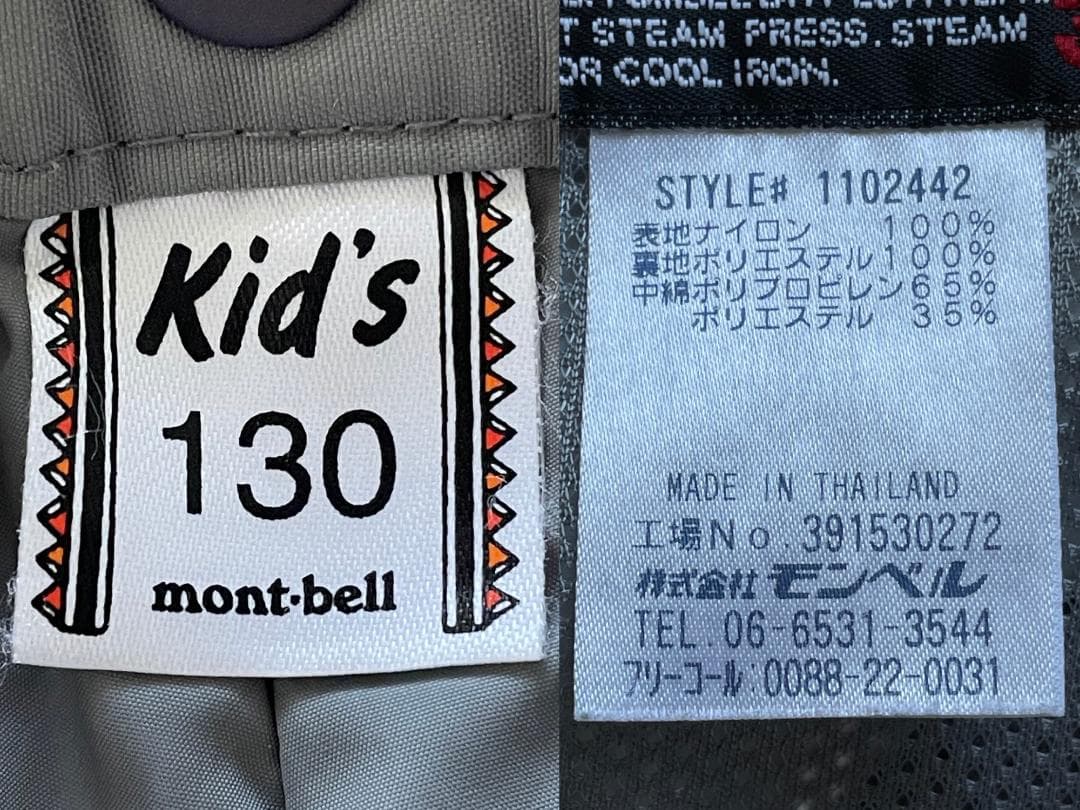 Kid's
130
mont·bell
T STEAM PRESS. STEAM
OR COOL IRON.
STYLE# 1102442
表地ナイロン 100%
裏地ポリエステル100%
中綿ポリプロピレン65%
ポリエステル 35%
MADE IN THAILAND
工場No.391530272
株式会社モンベル
TEL 06-6531-3544
フリーコール:0088-22-0031